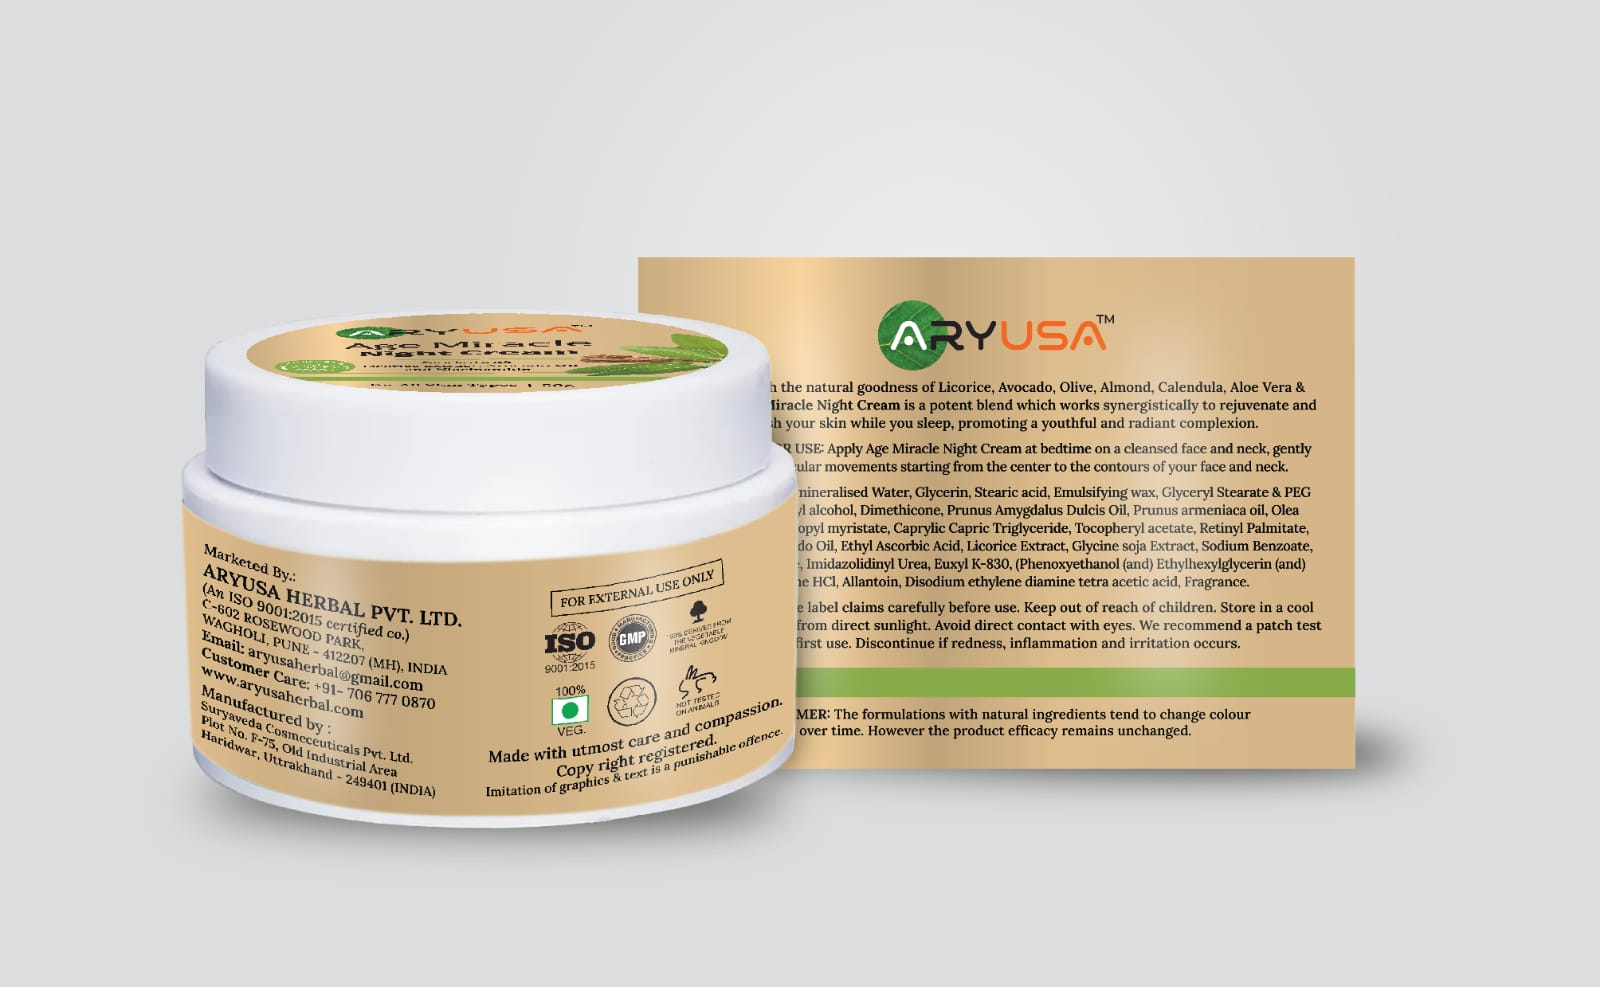 ARYUSA™
Age Miracle
Night Cream
Marketed By.:
ARYUSA HERBAL PVT. LTD.
(An ISO 9001:2015 certified co.)
C-602 ROSEWOOD PARK,
WAGHOLI, PUNE - 412207 (MH), INDIA
Email: aryusaherbal@gmail.com
Customer Care: +91- 706 777 0870
www.aryusaherbal.com
Manufactured by :
Suryaveda Cosmeceuticals Pvt. Ltd.
Plot No. F-75, Old Industrial Area
Haridwar, Uttrakhand - 249401 (INDIA)
FOR EXTERNAL USE ONLY
ISO
9001:2015
GMP
100% DERIVED FROM
THE VEGETABLE
MINERAL KINGDOM
100%
VEG.
NOT TESTED
ON ANIMALS
Made with utmost care and compassion.
Copy right registered.
Imitation of graphics & text is a punishable offence.
ARYUSA™
the natural goodness of Licorice, Avocado, Olive, Almond, Calendula, Aloe Vera &
Miracle Night Cream is a potent blend which works synergistically to rejuvenate and
your skin while you sleep, promoting a youthful and radiant complexion.
USE: Apply Age Miracle Night Cream at bedtime on a cleansed face and neck, gently
movements starting from the center to the contours of your face and neck.
Water, Glycerin, Stearic acid, Emulsifying wax, Glyceryl Stearate & PEG
alcohol, Dimethicone, Prunus Amygdalus Dulcis Oil, Prunus armeniaca oil, Olea
myristate, Caprylic Capric Triglyceride, Tocopheryl acetate, Retinyl Palmitate,
Oil, Ethyl Ascorbic Acid, Licorice Extract, Glycine soja Extract, Sodium Benzoate,
Imidazolidinyl Urea, Euxyl K-830, (Phenoxyethanol (and) Ethylhexylglycerin (and)
HCl, Allantoin, Disodium ethylene diamine tetra acetic acid, Fragrance.
label claims carefully before use. Keep out of reach of children. Store in a cool
from direct sunlight. Avoid direct contact with eyes. We recommend a patch test
first use. Discontinue if redness, inflammation and irritation occurs.
The formulations with natural ingredients tend to change colour
over time. However the product efficacy remains unchanged.